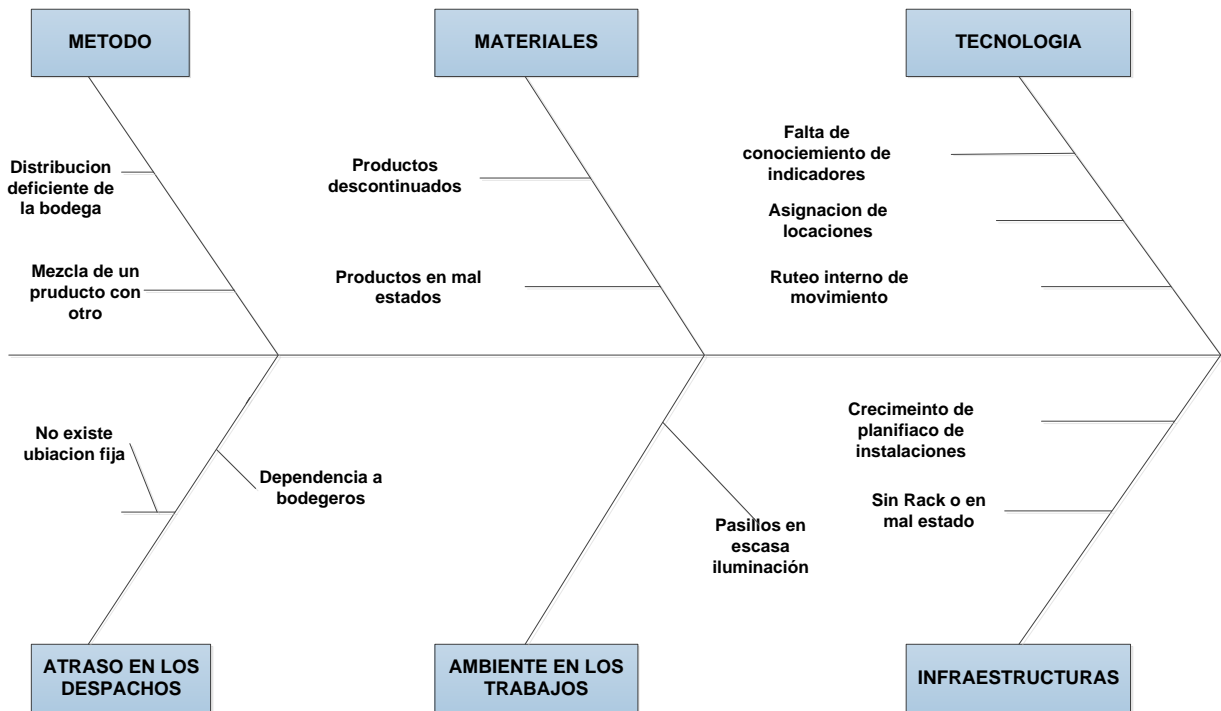 METODO
MATERIALES
TECNOLOGIA
Distribucion
deficiente de
la bodega
Mezcla de un
pruducto con
otro
Productos
descontinuados
Productos en mal
estados
Falta de
conociemiento de
indicadores
Asignacion de
locaciones
Ruteo interno de
movimiento
No existe
ubiacion fija
Dependencia a
bodegeros
Pasillos en
escasa
iluminación
Crecimeinto de
planifiaco de
instalaciones
Sin Rack o en
mal estado
ATRASO EN LOS
DESPACHOS
AMBIENTE EN LOS
TRABAJOS
INFRAESTRUCTURAS